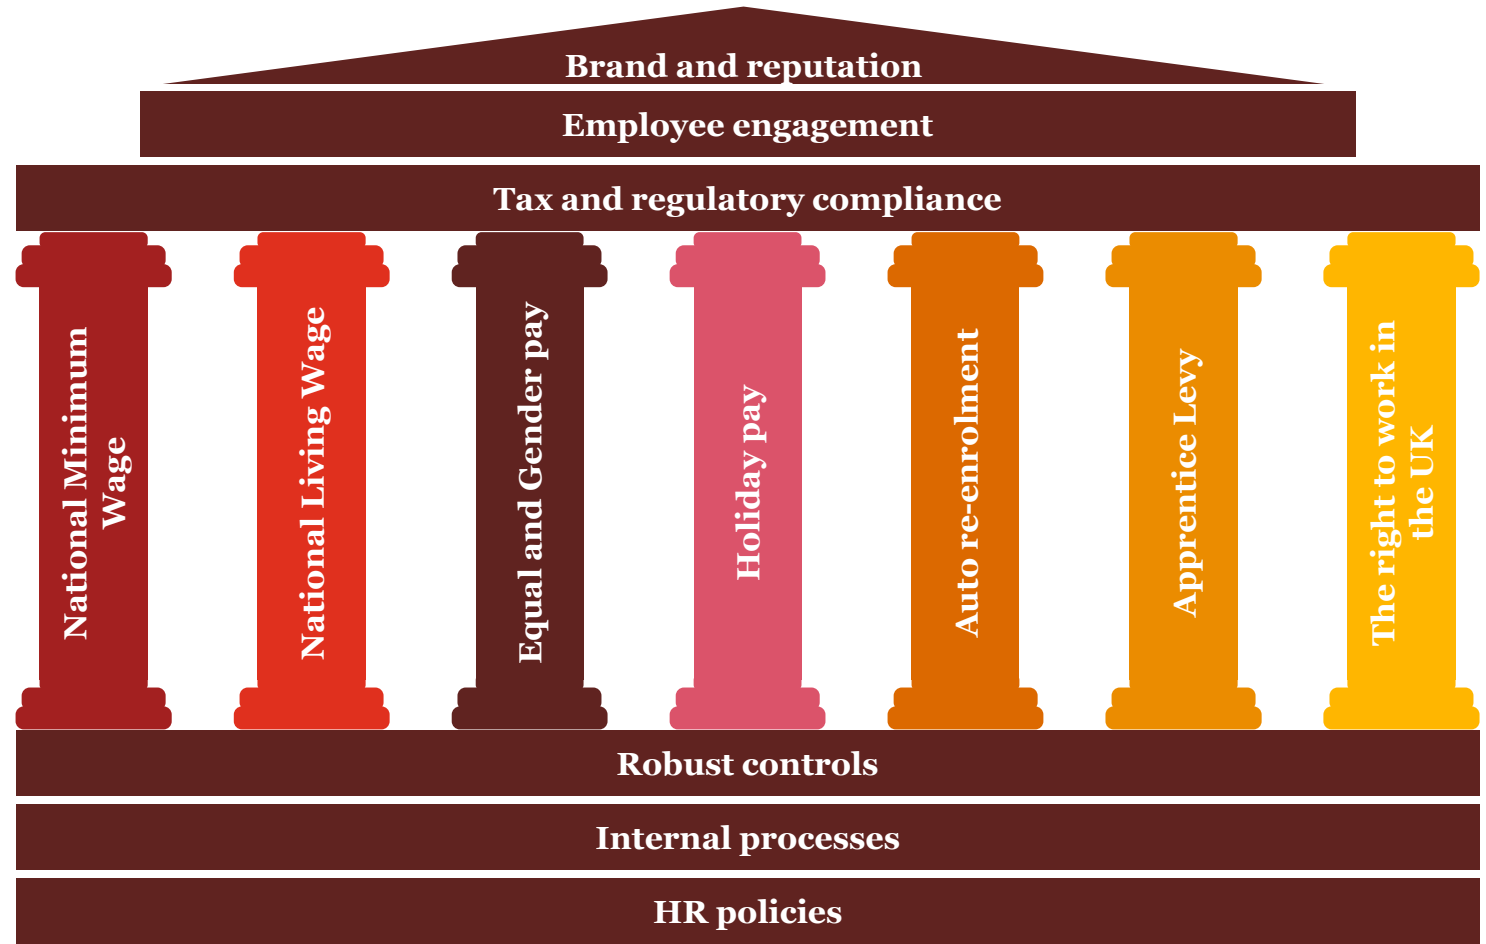 Brand and reputation
Employee engagement
Tax and regulatory compliance
National Minimum
Wage
National Living Wage
Equal and Gender pay
Holiday pay
Auto re-enrolment
Apprentice Levy
The right to work in
the UK
Robust controls
Internal processes
HR policies